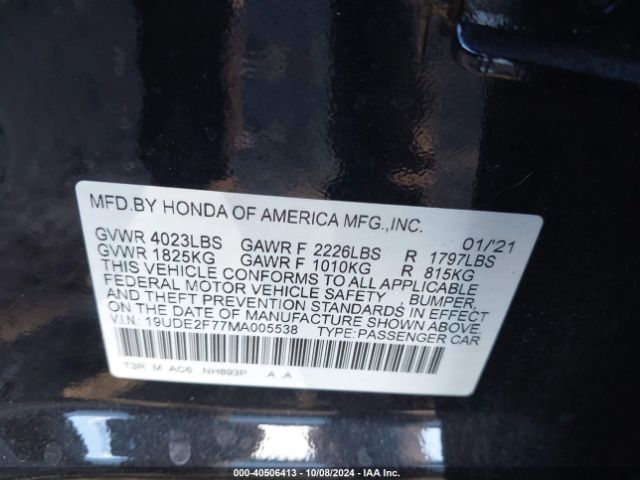 MFD.BY HONDA OF AMERICA MFG.,INC. 01/'21
GVWR 4023LBS GAWR F 2226LBS R 1797LBS
GVWR 1825KG GAWR F 1010KG R 815KG
THIS VEHICLE CONFORMS TO ALL APPLICABLE
FEDERAL MOTOR VEHICLE SAFETY , BUMPER,
AND THEFT PREVENTION STANDARDS IN EFFECT
ON THE DATE OF MANUFACTURE SHOWN ABOVE.
V.I.N.: 19UDE2F77MA005538 TYPE:PASSENGER CAR
T3R M AC6 NH893P A A
000-40506413 - 10/08/2024 - IAA Inc.